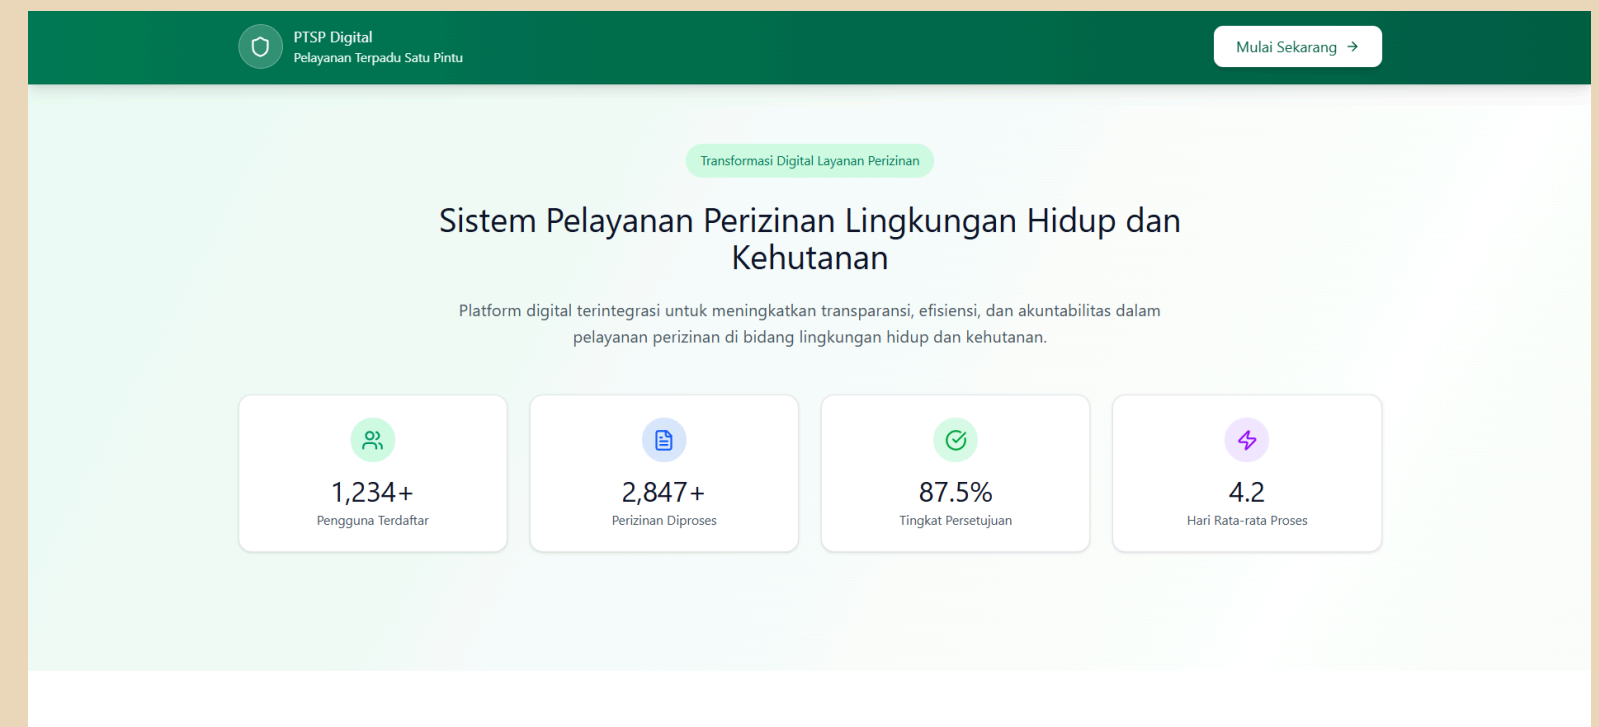 PTSP Digital
Pelayanan Terpadu Satu Pintu
Mulai Sekarang
Transformasi Digital Layanan Perizinan
Sistem Pelayanan Perizinan Lingkungan Hidup dan
Kehutanan
Platform digital terintegrasi untuk meningkatkan transparansi, efisiensi, dan akuntabilitas dalam
pelayanan perizinan di bidang lingkungan hidup dan kehutanan.
1,234+
Pengguna Terdaftar
2,847+
Perizinan Diproses
87.5%
Tingkat Persetujuan
4.2
Hari Rata-rata Proses